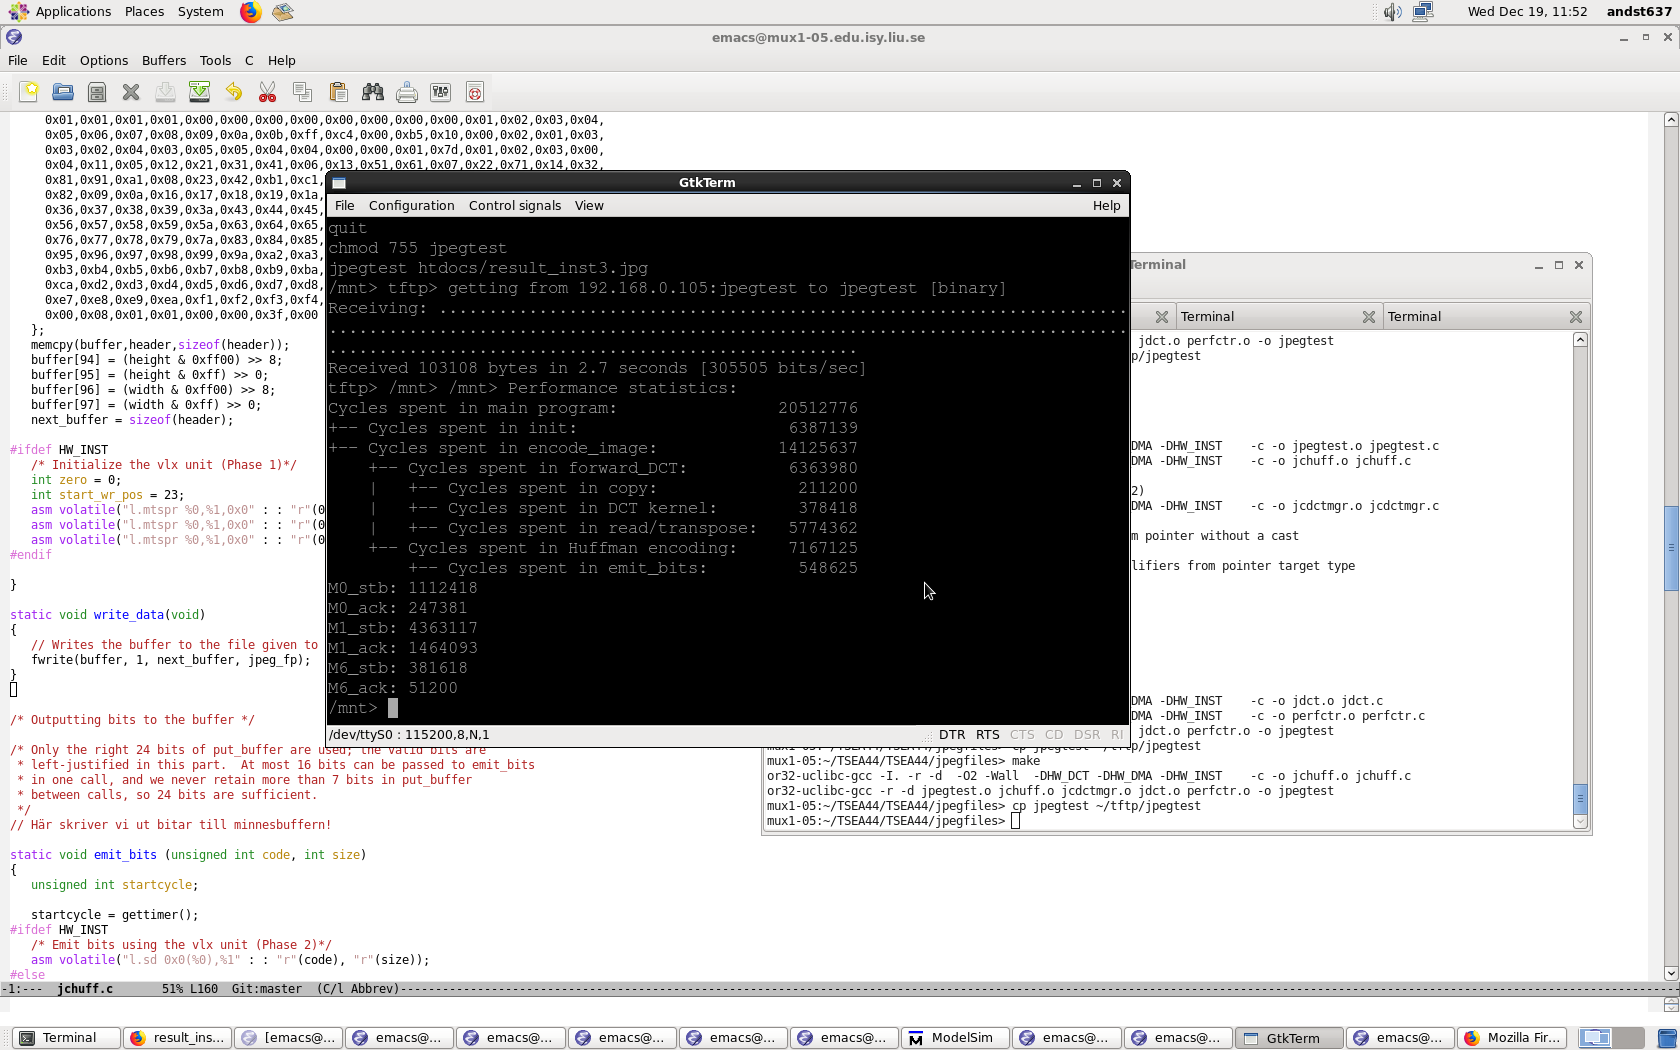 Applications Places System
Wed Dec 19, 11:52 andst637
emacs@mux1-05.edu.isy.liu.se
File Edit Options Buffers Tools C Help
0x01,0x01,0x01,0x01,0x00,0x00,0x00,0x00,0x00,0x00,0x00,0x00,0x01,0x02,0x03,0x04,
0x05,0x06,0x07,0x08,0x09,0x0a,0x0b,0xff,0xc4,0x00,0xb5,0x10,0x00,0x02,0x01,0x03,
0x03,0x02,0x04,0x03,0x05,0x05,0x04,0x04,0x00,0x00,0x01,0x7d,0x01,0x02,0x03,0x00,
0x04,0x11,0x05,0x12,0x21,0x31,0x41,0x06,0x13,0x51,0x61,0x07,0x22,0x71,0x14,0x32,
0x81,0x91,0xa1,0x08,0x23,0x42,0xb1,0xc1,
0x82,0x09,0x0a,0x16,0x17,0x18,0x19,0x1a,
0x36,0x37,0x38,0x39,0x3a,0x43,0x44,0x45,
0x56,0x57,0x58,0x59,0x5a,0x63,0x64,0x65,
0x76,0x77,0x78,0x79,0x7a,0x83,0x84,0x85,
0x95,0x96,0x97,0x98,0x99,0x9a,0xa2,0xa3,
0xb3,0xb4,0xb5,0xb6,0xb7,0xb8,0xb9,0xba,
0xca,0xd2,0xd3,0xd4,0xd5,0xd6,0xd7,0xd8,
0xe7,0xe8,0xe9,0xea,0xf1,0xf2,0xf3,0xf4,
0x00,0x08,0x01,0x01,0x00,0x00,0x3f,0x00
};
memcpy(buffer,header,sizeof(header));
buffer[94] = (height & 0xff00) >> 8;
buffer[95] = (height & 0xff) >> 0;
buffer[96] = (width & 0xff00) >> 8;
buffer[97] = (width & 0xff) >> 0;
next_buffer = sizeof(header);
#ifdef HW_INST
/* Initialize the vlx unit (Phase 1)*/
int zero = 0;
int start_wr_pos = 23;
asm volatile("l.mtspr %0,%1,0x0" : : "r"(0
asm volatile("l.mtspr %0,%1,0x0" : : "r"(0
asm volatile("l.mtspr %0,%1,0x0" : : "r"(0
#endif
}
static void write_data(void)
{
// Writes the buffer to the file given to
fwrite(buffer, 1, next_buffer, jpeg_fp);
}
/* Outputting bits to the buffer */
/* Only the right 24 bits of put_buffer are used; the valid bits are
* left-justified in this part. At most 16 bits can be passed to emit_bits
* in one call, and we never retain more than 7 bits in put_buffer
* between calls, so 24 bits are sufficient.
*/
// Här skriver vi ut bitar till minnesbuffern!
static void emit_bits (unsigned int code, int size)
{
unsigned int startcycle;
startcycle = gettimer();
#ifdef HW_INST
/* Emit bits using the vlx unit (Phase 2)*/
asm volatile("l.sd 0x0(%0),%1" : : "r"(code), "r"(size));
#else
-1:--- jchuff.c 51% L160 Git:master (C/l Abbrev)
GtkTerm
File Configuration Control signals View Help
quit
chmod 755 jpegtest
jpegtest htdocs/result_inst3.jpg
/mnt> tftp> getting from 192.168.0.105:jpegtest to jpegtest [binary]
Receiving: ................................................................................
................................................................................
.....................................................
Received 103108 bytes in 2.7 seconds [305505 bits/sec]
tftp> /mnt> /mnt> Performance statistics:
Cycles spent in main program: 20512776
+-- Cycles spent in init: 6387139
+-- Cycles spent in encode_image: 14125637
+-- Cycles spent in forward_DCT: 6363980
| +-- Cycles spent in copy: 211200
| +-- Cycles spent in DCT kernel: 378418
| +-- Cycles spent in read/transpose: 5774362
+-- Cycles spent in Huffman encoding: 7167125
+-- Cycles spent in emit_bits: 548625
M0_stb: 1112418
M0_ack: 247381
M1_stb: 4363117
M1_ack: 1464093
M6_stb: 381618
M6_ack: 51200
/mnt>
/dev/ttyS0 : 115200,8,N,1 DTR RTS CTS CD DSR RI
Terminal
Terminal Terminal
jdct.o perfctr.o -o jpegtest
p/jpegtest
DMA -DHW_INST -c -o jpegtest.o jpegtest.c
DMA -DHW_INST -c -o jchuff.o jchuff.c
2)
DMA -DHW_INST -c -o jcdctmgr.o jcdctmgr.c
m pointer without a cast
lifiers from pointer target type
DMA -DHW_INST -c -o jdct.o jdct.c
DMA -DHW_INST -c -o perfctr.o perfctr.c
jdct.o perfctr.o -o jpegtest
mux1-05:~/TSEA44/TSEA44/jpegfiles> cp jpegtest ~/tftp/jpegtest
mux1-05:~/TSEA44/TSEA44/jpegfiles> make
or32-uclibc-gcc -I. -r -d -O2 -Wall -DHW_DCT -DHW_DMA -DHW_INST -c -o jchuff.o jchuff.c
or32-uclibc-gcc -r -d jpegtest.o jchuff.o jcdctmgr.o jdct.o perfctr.o -o jpegtest
mux1-05:~/TSEA44/TSEA44/jpegfiles> cp jpegtest ~/tftp/jpegtest
mux1-05:~/TSEA44/TSEA44/jpegfiles>
Terminal result_ins... [emacs@... emacs@... emacs@... emacs@... emacs@... emacs@... ModelSim emacs@... emacs@... GtkTerm emacs@... Mozilla Fir...